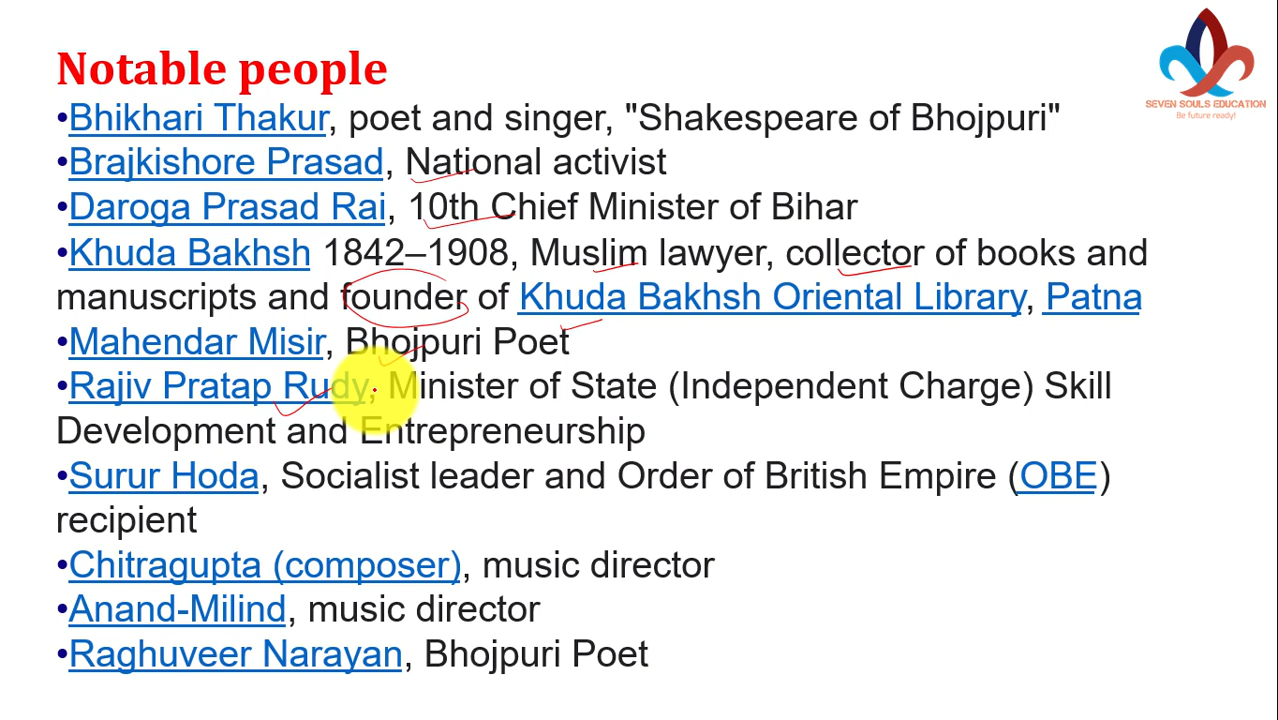 SEVEN SOULS EDUCATION
Be future ready!
Notable people
•Bhikhari Thakur, poet and singer, "Shakespeare of Bhojpuri"
•Brajkishore Prasad, National activist
•Daroga Prasad Rai, 10th Chief Minister of Bihar
•Khuda Bakhsh 1842–1908, Muslim lawyer, collector of books and
manuscripts and founder of Khuda Bakhsh Oriental Library, Patna
•Mahendar Misir, Bhojpuri Poet
•Rajiv Pratap Rudy, Minister of State (Independent Charge) Skill
Development and Entrepreneurship
•Surur Hoda, Socialist leader and Order of British Empire (OBE)
recipient
•Chitragupta (composer), music director
•Anand-Milind, music director
•Raghuveer Narayan, Bhojpuri Poet